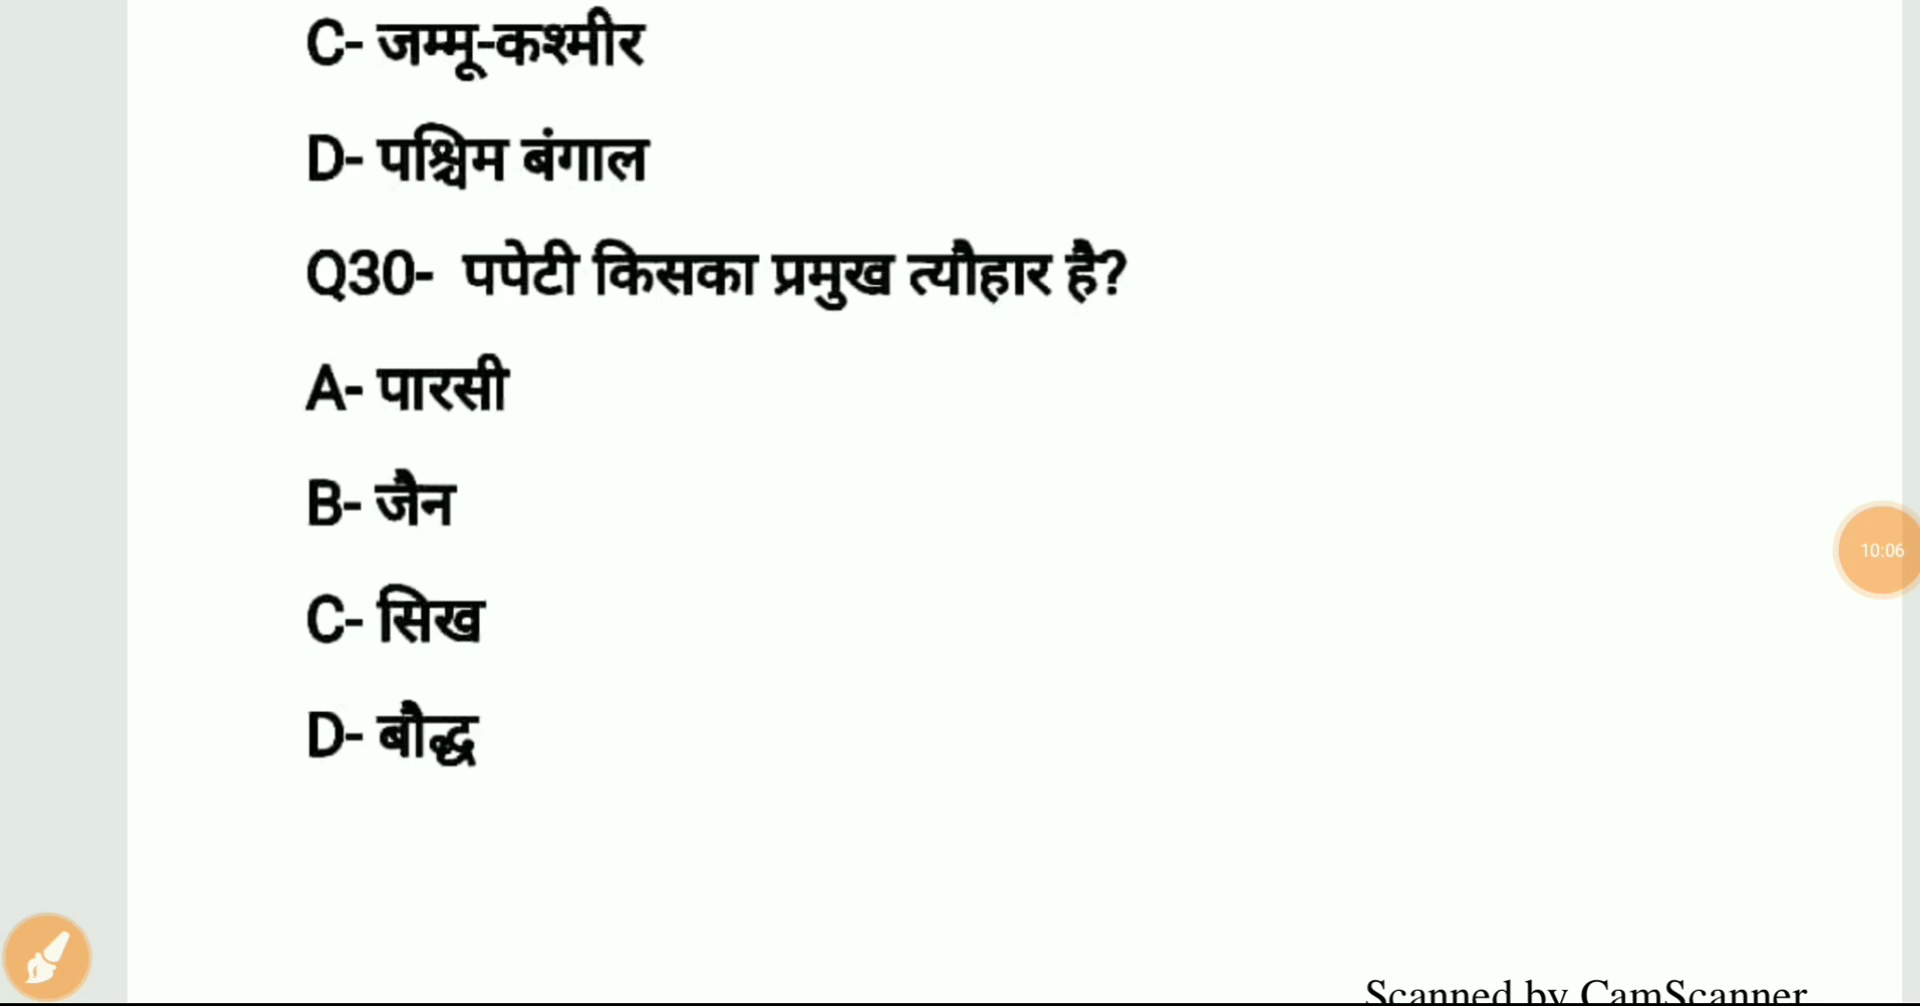 C- जम्मू-कश्मीर
D- पश्चिम बंगाल
Q30- पपेटी किसका प्रमुख त्यौहार है?
A- पारसी
B- जैन
10:06
C- सिख
D- बौद्ध
Scanned by CamScanner